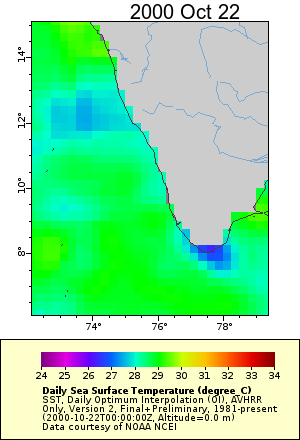 2000 Oct 22
14°
12°
10°
8°
74° 76° 78°
24 25 26 27 28 29 30 31 32 33 34
Daily Sea Surface Temperature (degree_C)
SST, Daily Optimum Interpolation (OI), AVHRR
Only, Version 2, Final+Preliminary, 1981-present
(2000-10-22T00:00:00Z, Altitude=0.0 m)
Data courtesy of NOAA NCEI